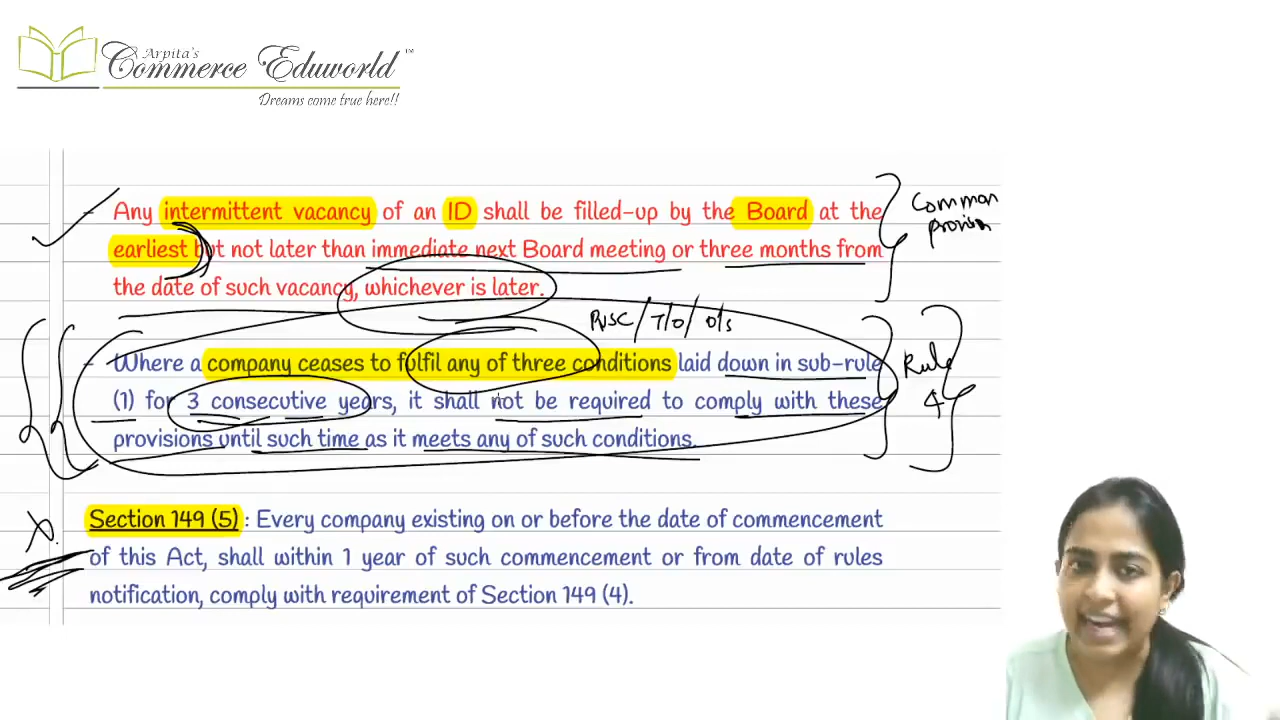 Arpita's
Commerce Eduworld™
Dreams come true here!!
- Any intermittent vacancy of an ID shall be filled-up by the Board at the
earliest but not later than immediate next Board meeting or three months from
the date of such vacancy, whichever is later.
Common
provision
PUSC / T/O / O/s
- Where a company ceases to fulfil any of three conditions laid down in sub-rule
(1) for 3 consecutive years, it shall not be required to comply with these
provisions until such time as it meets any of such conditions.
Rule
4
Section 149 (5) : Every company existing on or before the date of commencement
of this Act, shall within 1 year of such commencement or from date of rules
notification, comply with requirement of Section 149 (4).